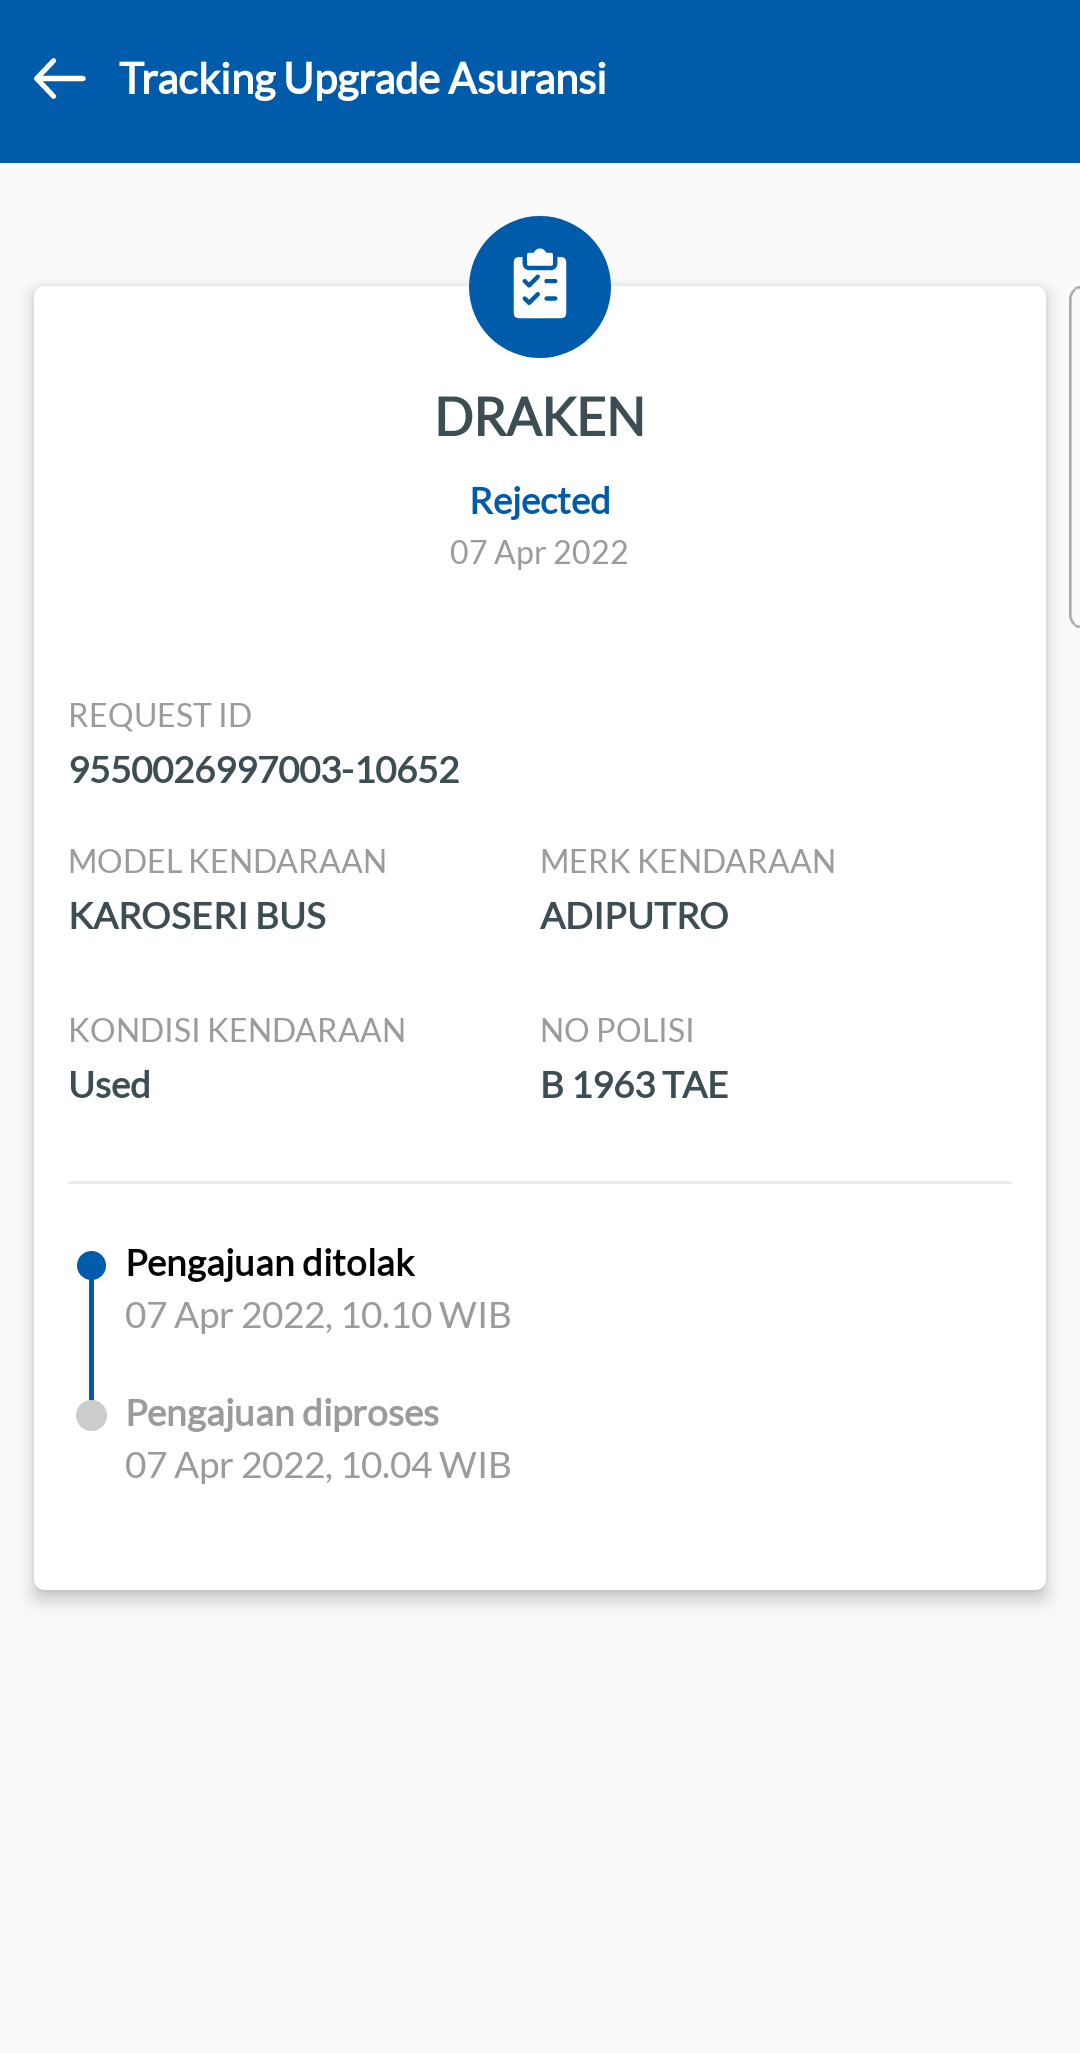 Tracking Upgrade Asuransi
DRAKEN
Rejected
07 Apr 2022
REQUEST ID
9550026997003-10652
MODEL KENDARAAN
KAROSERI BUS
MERK KENDARAAN
ADIPUTRO
KONDISI KENDARAAN
Used
NO POLISI
B 1963 TAE
Pengajuan ditolak
07 Apr 2022, 10.10 WIB
Pengajuan diproses
07 Apr 2022, 10.04 WIB